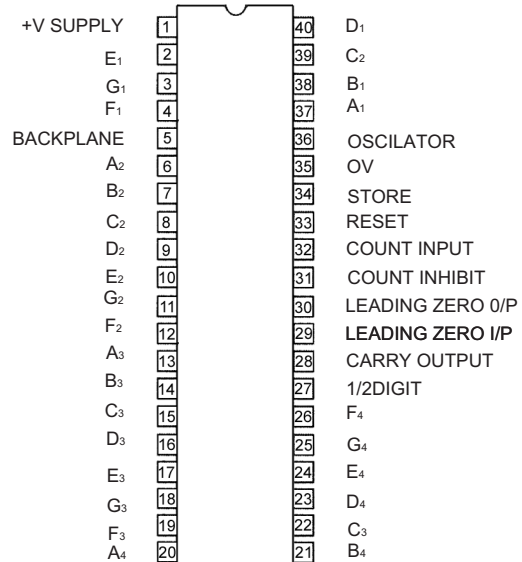 +V SUPPLY 1 40 D1
E1 2 39 C2
G1 3 38 B1
F1 4 37 A1
BACKPLANE 5 36 OSCILATOR
A2 6 35 OV
B2 7 34 STORE
C2 8 33 RESET
D2 9 32 COUNT INPUT
E2 10 31 COUNT INHIBIT
G2 11 30 LEADING ZERO 0/P
F2 12 29 LEADING ZERO I/P
A3 13 28 CARRY OUTPUT
B3 14 27 1/2DIGIT
C3 15 26 F4
D3 16 25 G4
E3 17 24 E4
G3 18 23 D4
F3 19 22 C3
A4 20 21 B4